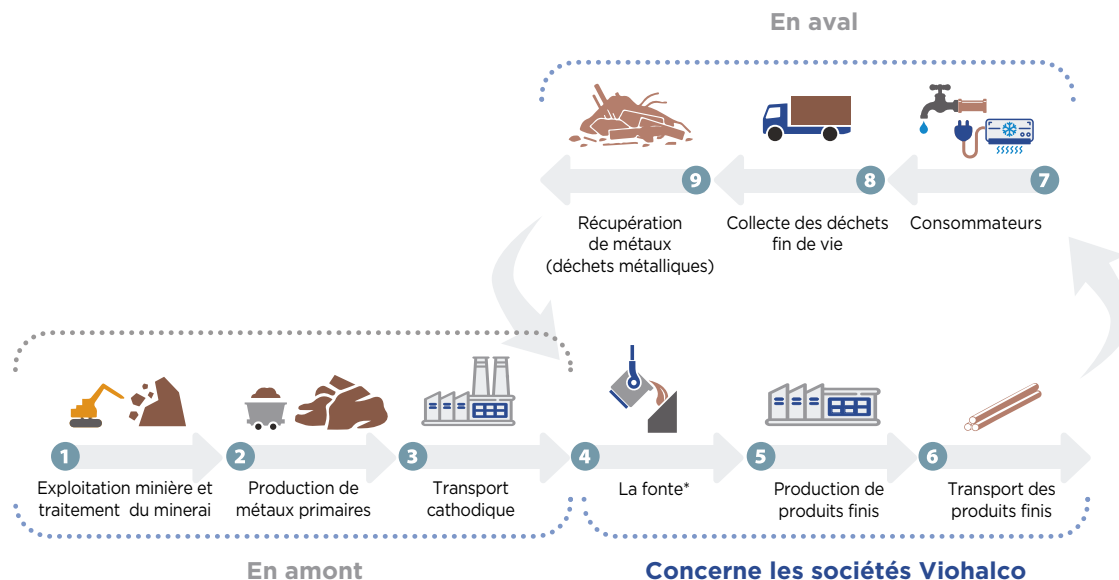 En aval
9
8
7
Récupération
de métaux
(déchets métalliques)
Collecte des déchets
fin de vie
Consommateurs
1
2
3
4
5
6
Exploitation minière et
traitement du minerai
Production de
métaux primaires
Transport
cathodique
La fonte*
Production de
produits finis
Transport des
produits finis
En amont
Concerne les sociétés Viohalco